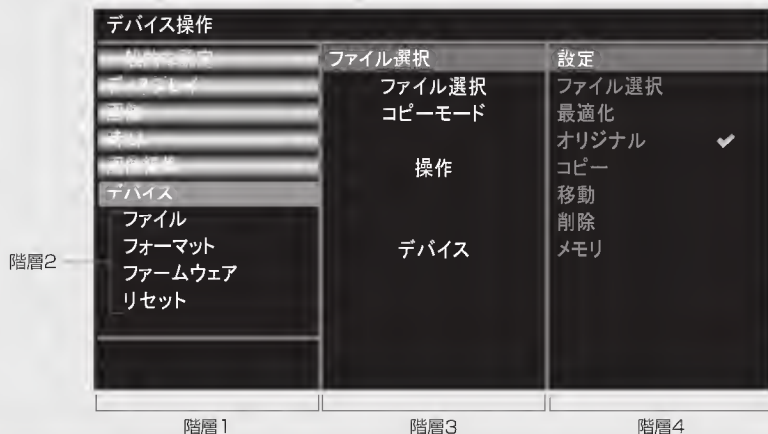 デバイス操作
ファイル選択
設定
ファイル選択
ファイル選択
コピーモード
最適化
オリジナル
操作
コピー
デバイス
移動
ファイル
削除
フォーマット
デバイス
メモリ
ファームウェア
リセット
階層2
階層1
階層3
階層4